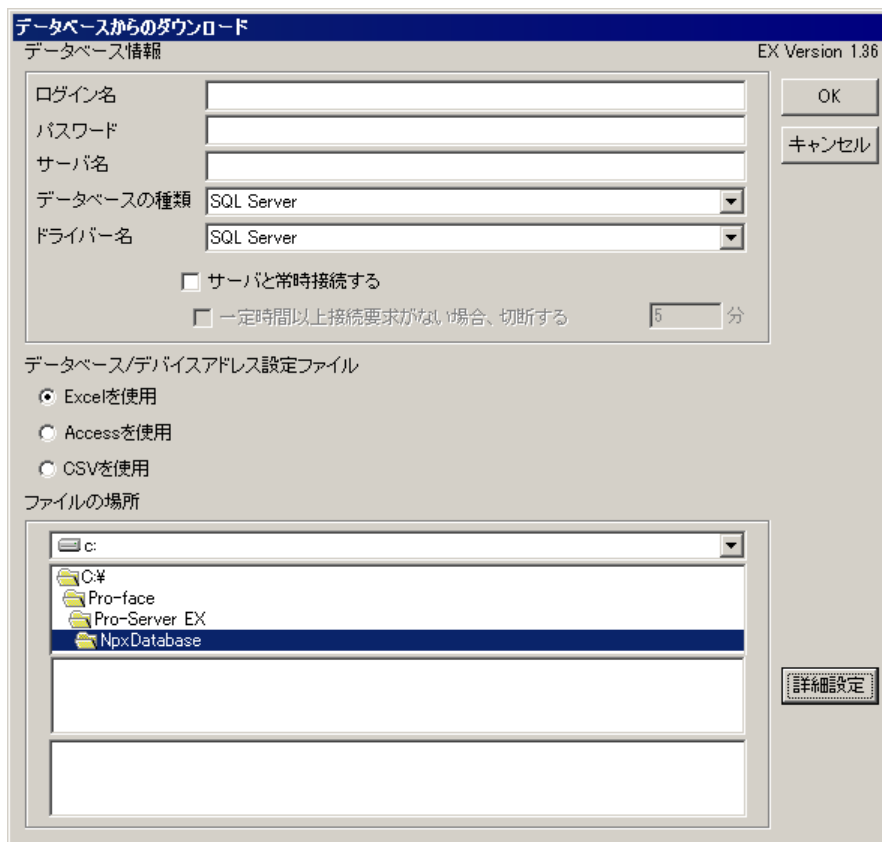 データベースからのダウンロード
データベース情報
EX Version 1.36
ログイン名
OK
パスワード
キャンセル
サーバ名
データベースの種類 SQL Server
ドライバー名 SQL Server
サーバと常時接続する
一定時間以上接続要求がない場合、切断する 5 分
データベース/デバイスアドレス設定ファイル
Excelを使用
Accessを使用
CSVを使用
ファイルの場所
c:
C:¥
Pro-face
Pro-Server EX
NpxDatabase
詳細設定